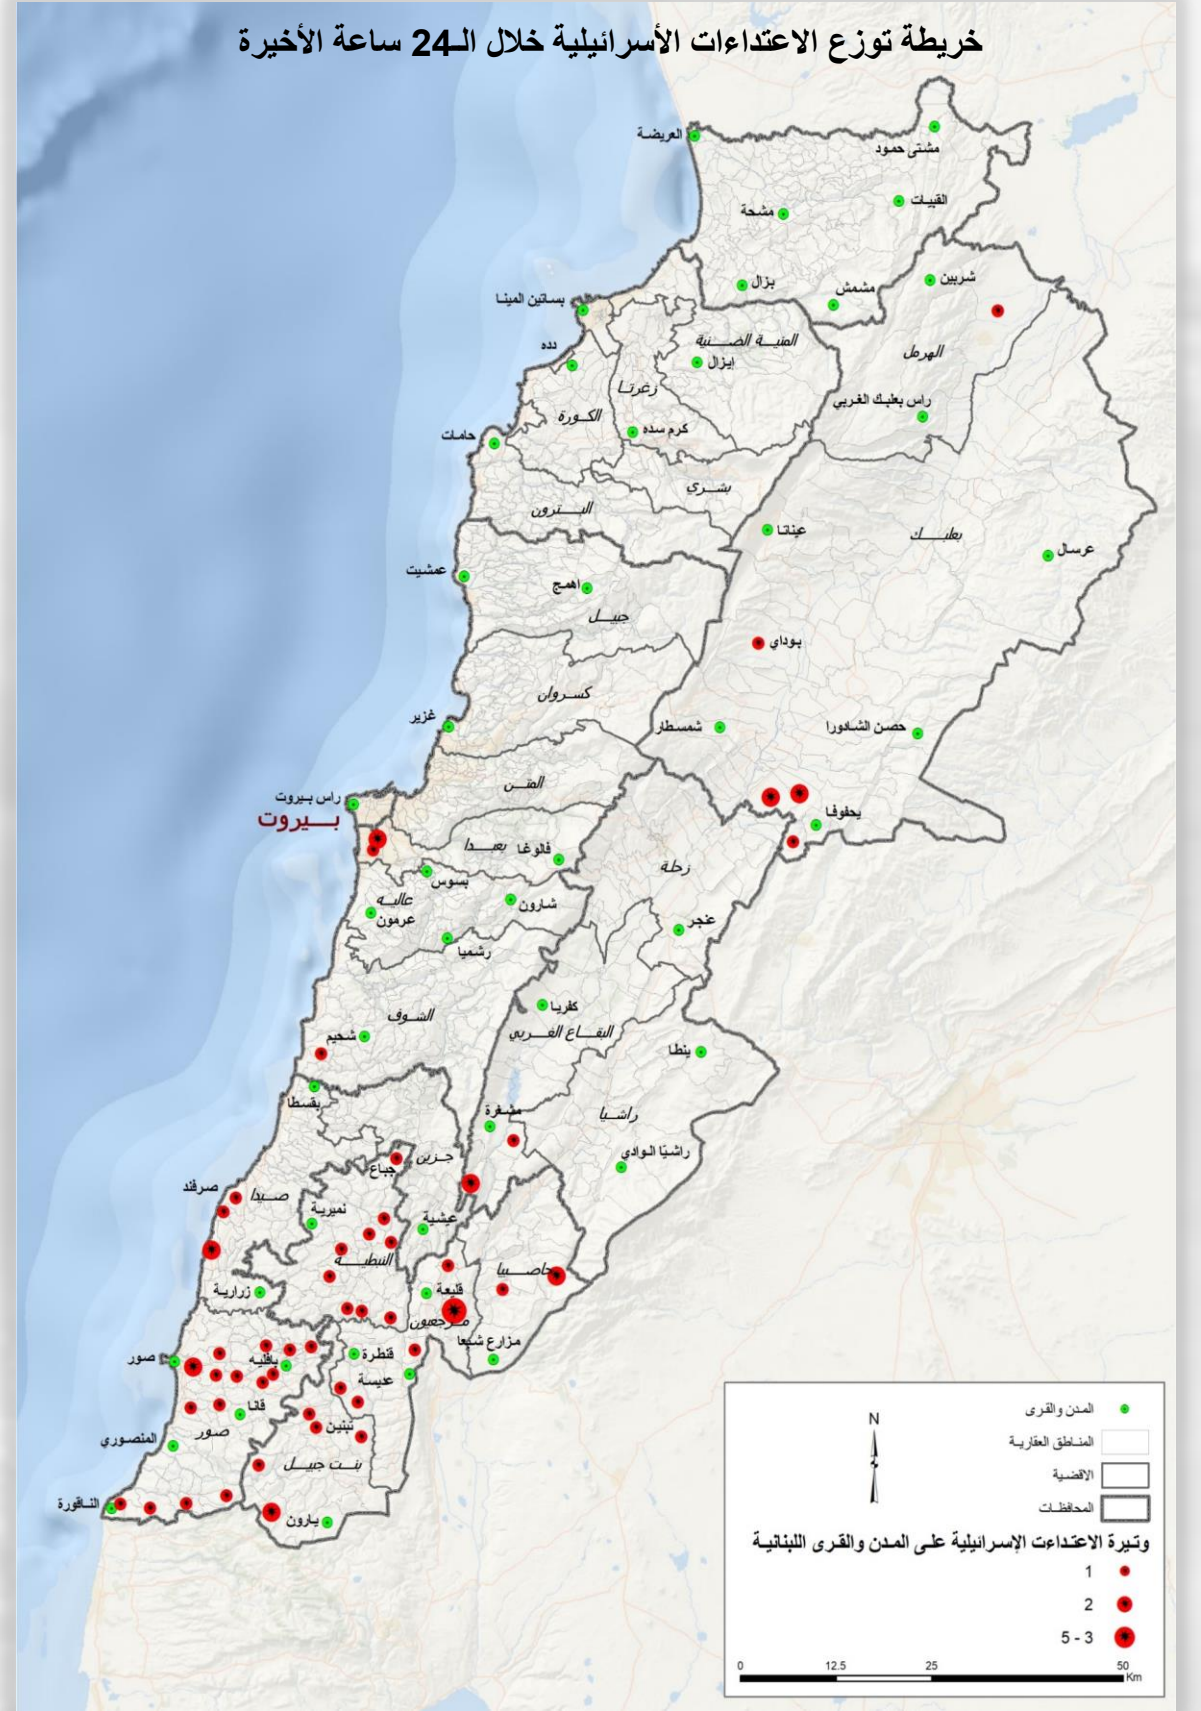 خريطة توزع الاعتداءات الأسرائيلية خلال الـ24 ساعة الأخيرة
العريضة
مشتى حمود
القبيات
مشحة
بزال
مشمش
شربين
بساتين المينا
المنية الضنية
دده
ايزال
الهرمل
زغرتا
راس بعلبك الغربي
الكورة
كرم سده
حامات
بشري
البترون
عيناتا
بعلبك
عرسال
عمشيت
اهمج
جبيل
بوداي
كسروان
غزير
شمسطار
حصن الشادورا
المتن
راس بيروت
بيروت
يحفوفا
بعبدا
فالوغا
زحلة
بسوس
عاليه
شارون
عرمون
عنجر
رشميا
كفريا
الشوف
البقاع الغربي
شحيم
ينطا
بقسطا
مشغرة
راشيا
راشيا الوادي
جزين
جباع
صرفند
صيدا
نميرية
عيشية
النبطية
حاصبيا
زرارية
قليعة
مرجعيون
مزارع شبعا
صور
بافليه
قنطرة
عديسة
قانا
صور
تبنين
المنصوري
بنت جبيل
الناقورة
يارون
N
المدن والقرى
المناطق العقارية
الاقضية
المحافظات
وتيرة الاعتداءت الإسرائيلية على المدن والقرى اللبنانية
1
2
5 - 3
0 12.5 25 50
Km